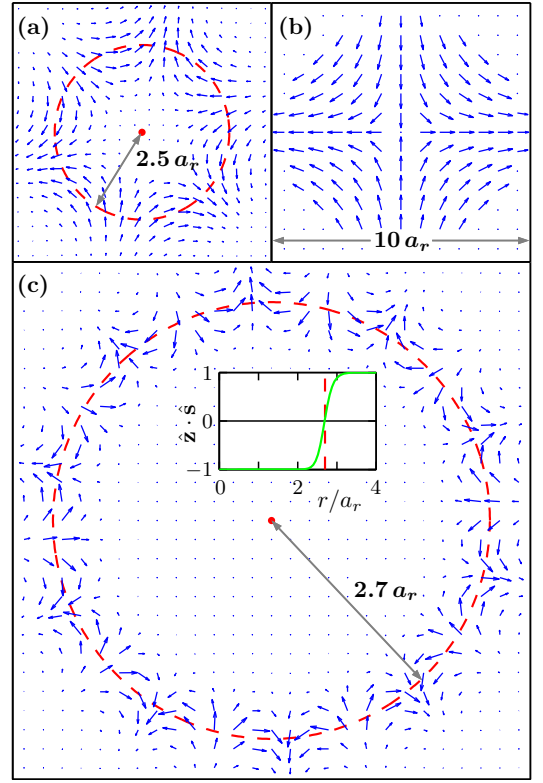 (a)
2.5 a_r
(b)
10 a_r
(c)
1
0
−1
ẑ · ŝ
0
2
4
r/a_r
2.7 a_r